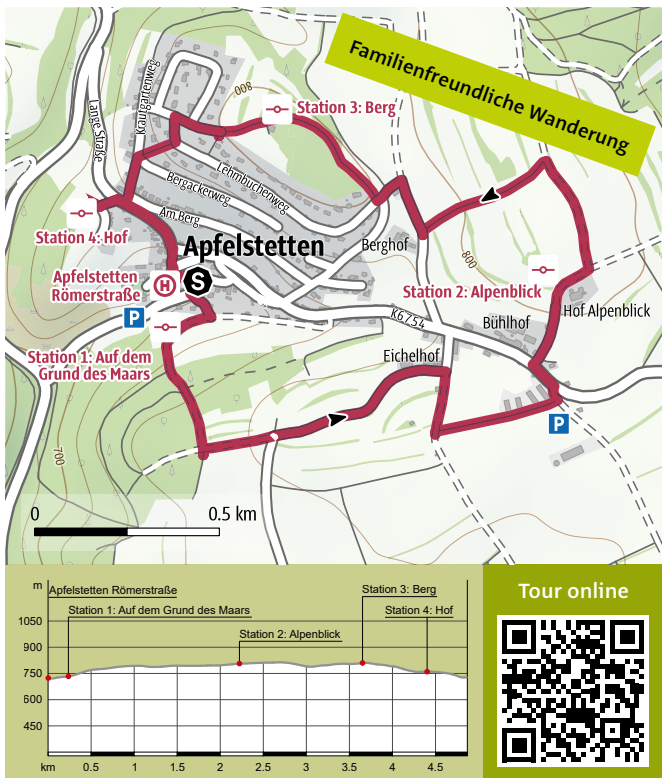 Familienfreundliche Wanderung
Krautgartenweg
Lange Straße
800
Station 3: Berg
Lehmbuchenweg
Bergackerweg
Am Berg
Station 4: Hof
Apfelstetten
Berghof
800
Apfelstetten
Römerstraße
H
S
Station 2: Alpenblick
Hof Alpenblick
P
K6754
Bühlhof
Station 1: Auf dem
Grund des Maars
Eichelhof
P
700
0 0.5 km
m
Apfelstetten Römerstraße
Station 1: Auf dem Grund des Maars
Station 2: Alpenblick
Station 3: Berg
Station 4: Hof
1050
900
750
600
450
km 0.5 1 1.5 2 2.5 3 3.5 4 4.5
Tour online